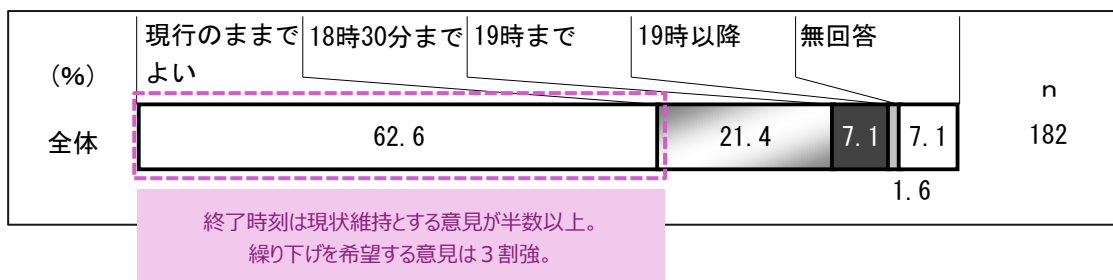 現行のままで
よい
18時30分まで
19時まで
19時以降
無回答
(%)
n
全体
62.6
21.4
7.1
7.1
182
1.6
終了時刻は現状維持とする意見が半数以上。
繰り下げを希望する意見は3割強。